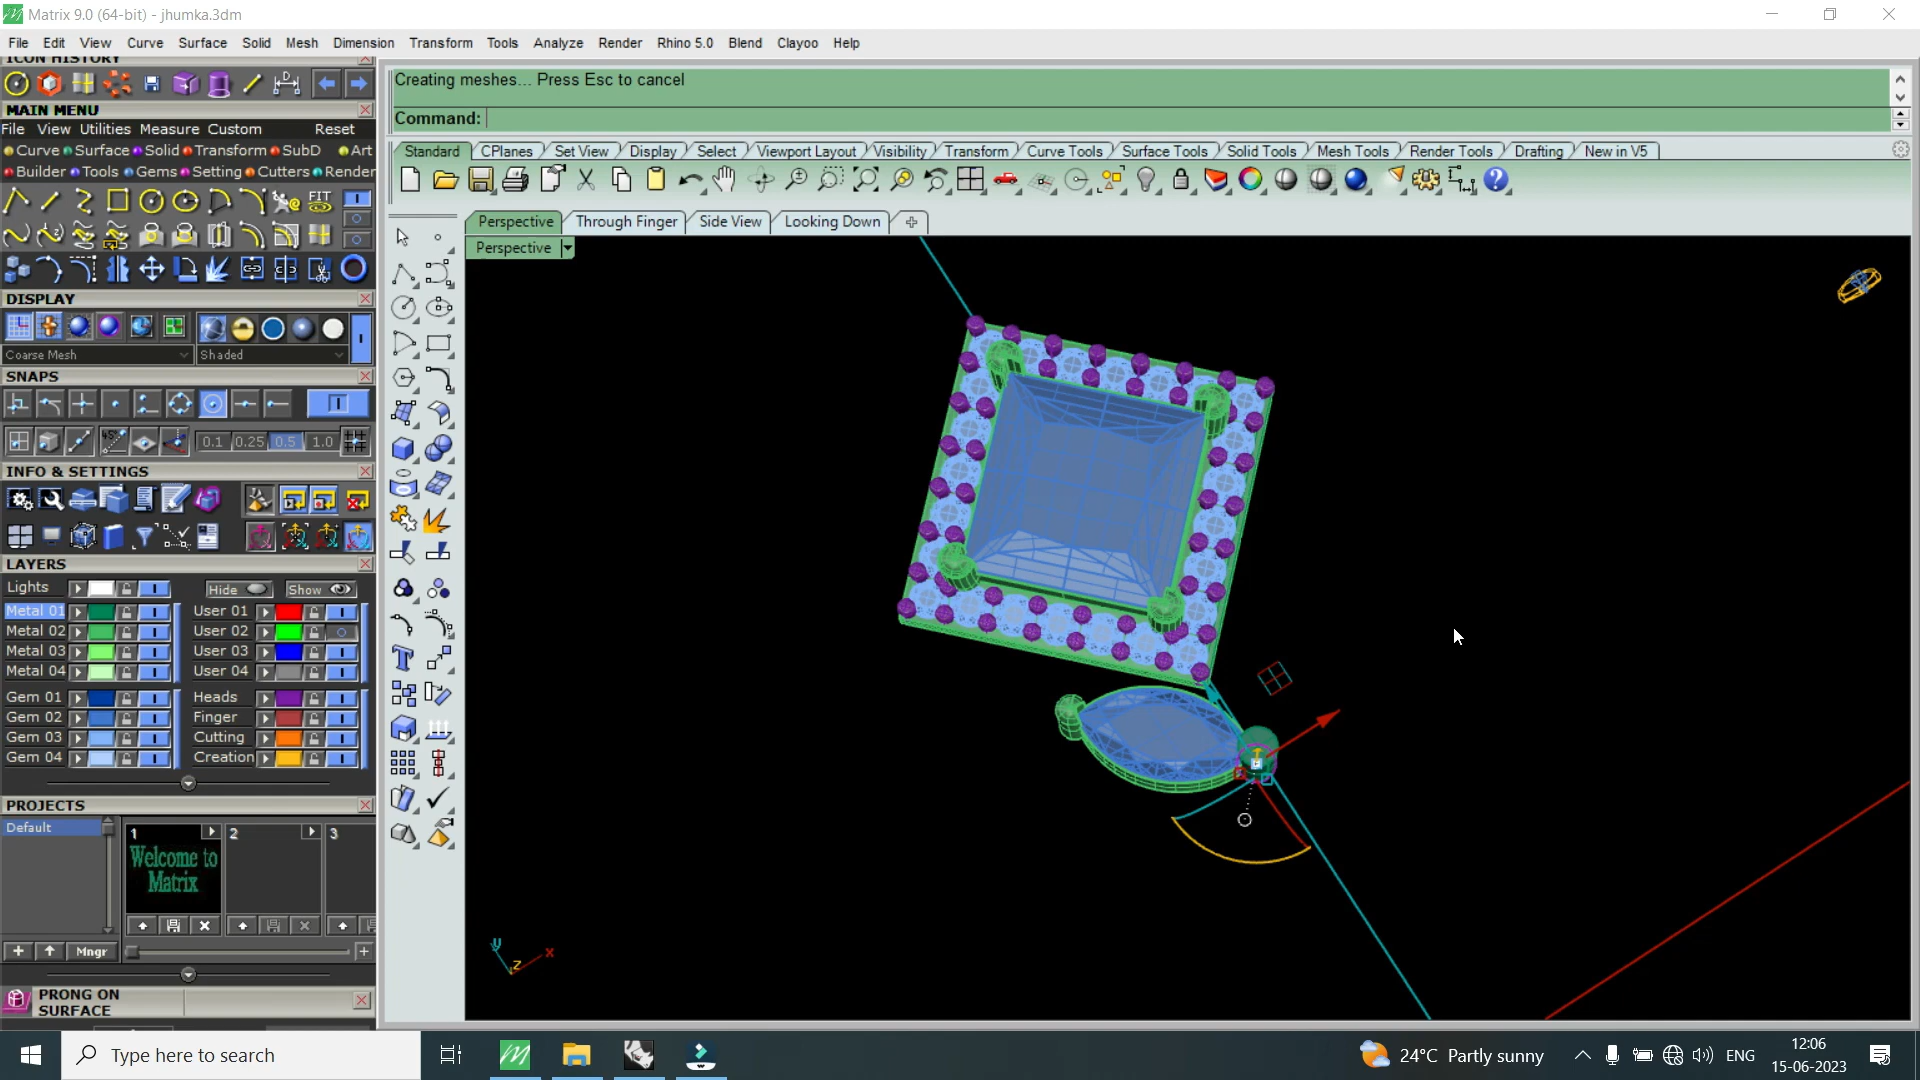 Matrix 9.0 (64-bit) - jhumka.3dm
File Edit View Curve Surface Solid Mesh Dimension Transform Tools Analyze Render Rhino 5.0 Blend Clayoo Help
ICON HISTORY
MAIN MENU
File View Utilities Measure Custom Reset
Curve Surface Solid Transform SubD Art
Builder Tools Gems Setting Cutters Render
FIT
DISPLAY
Coarse Mesh Shaded
SNAPS
0.1 0.25 0.5 1.0
INFO & SETTINGS
LAYERS
Lights Hide Show
Metal 01 User 01
Metal 02 User 02
Metal 03 User 03
Metal 04 User 04
Gem 01 Heads
Gem 02 Finger
Gem 03 Cutting
Gem 04 Creation
PROJECTS
Default 1 2 3
Welcome to
Matrix
Mngr
PRONG ON
SURFACE
Creating meshes... Press Esc to cancel
Command:
Standard CPlanes Set View Display Select Viewport Layout Visibility Transform Curve Tools Surface Tools Solid Tools Mesh Tools Render Tools Drafting New in V5
Perspective Through Finger Side View Looking Down
Perspective
y
x
z
Type here to search
24°C Partly sunny
ENG
12:06
15-06-2023